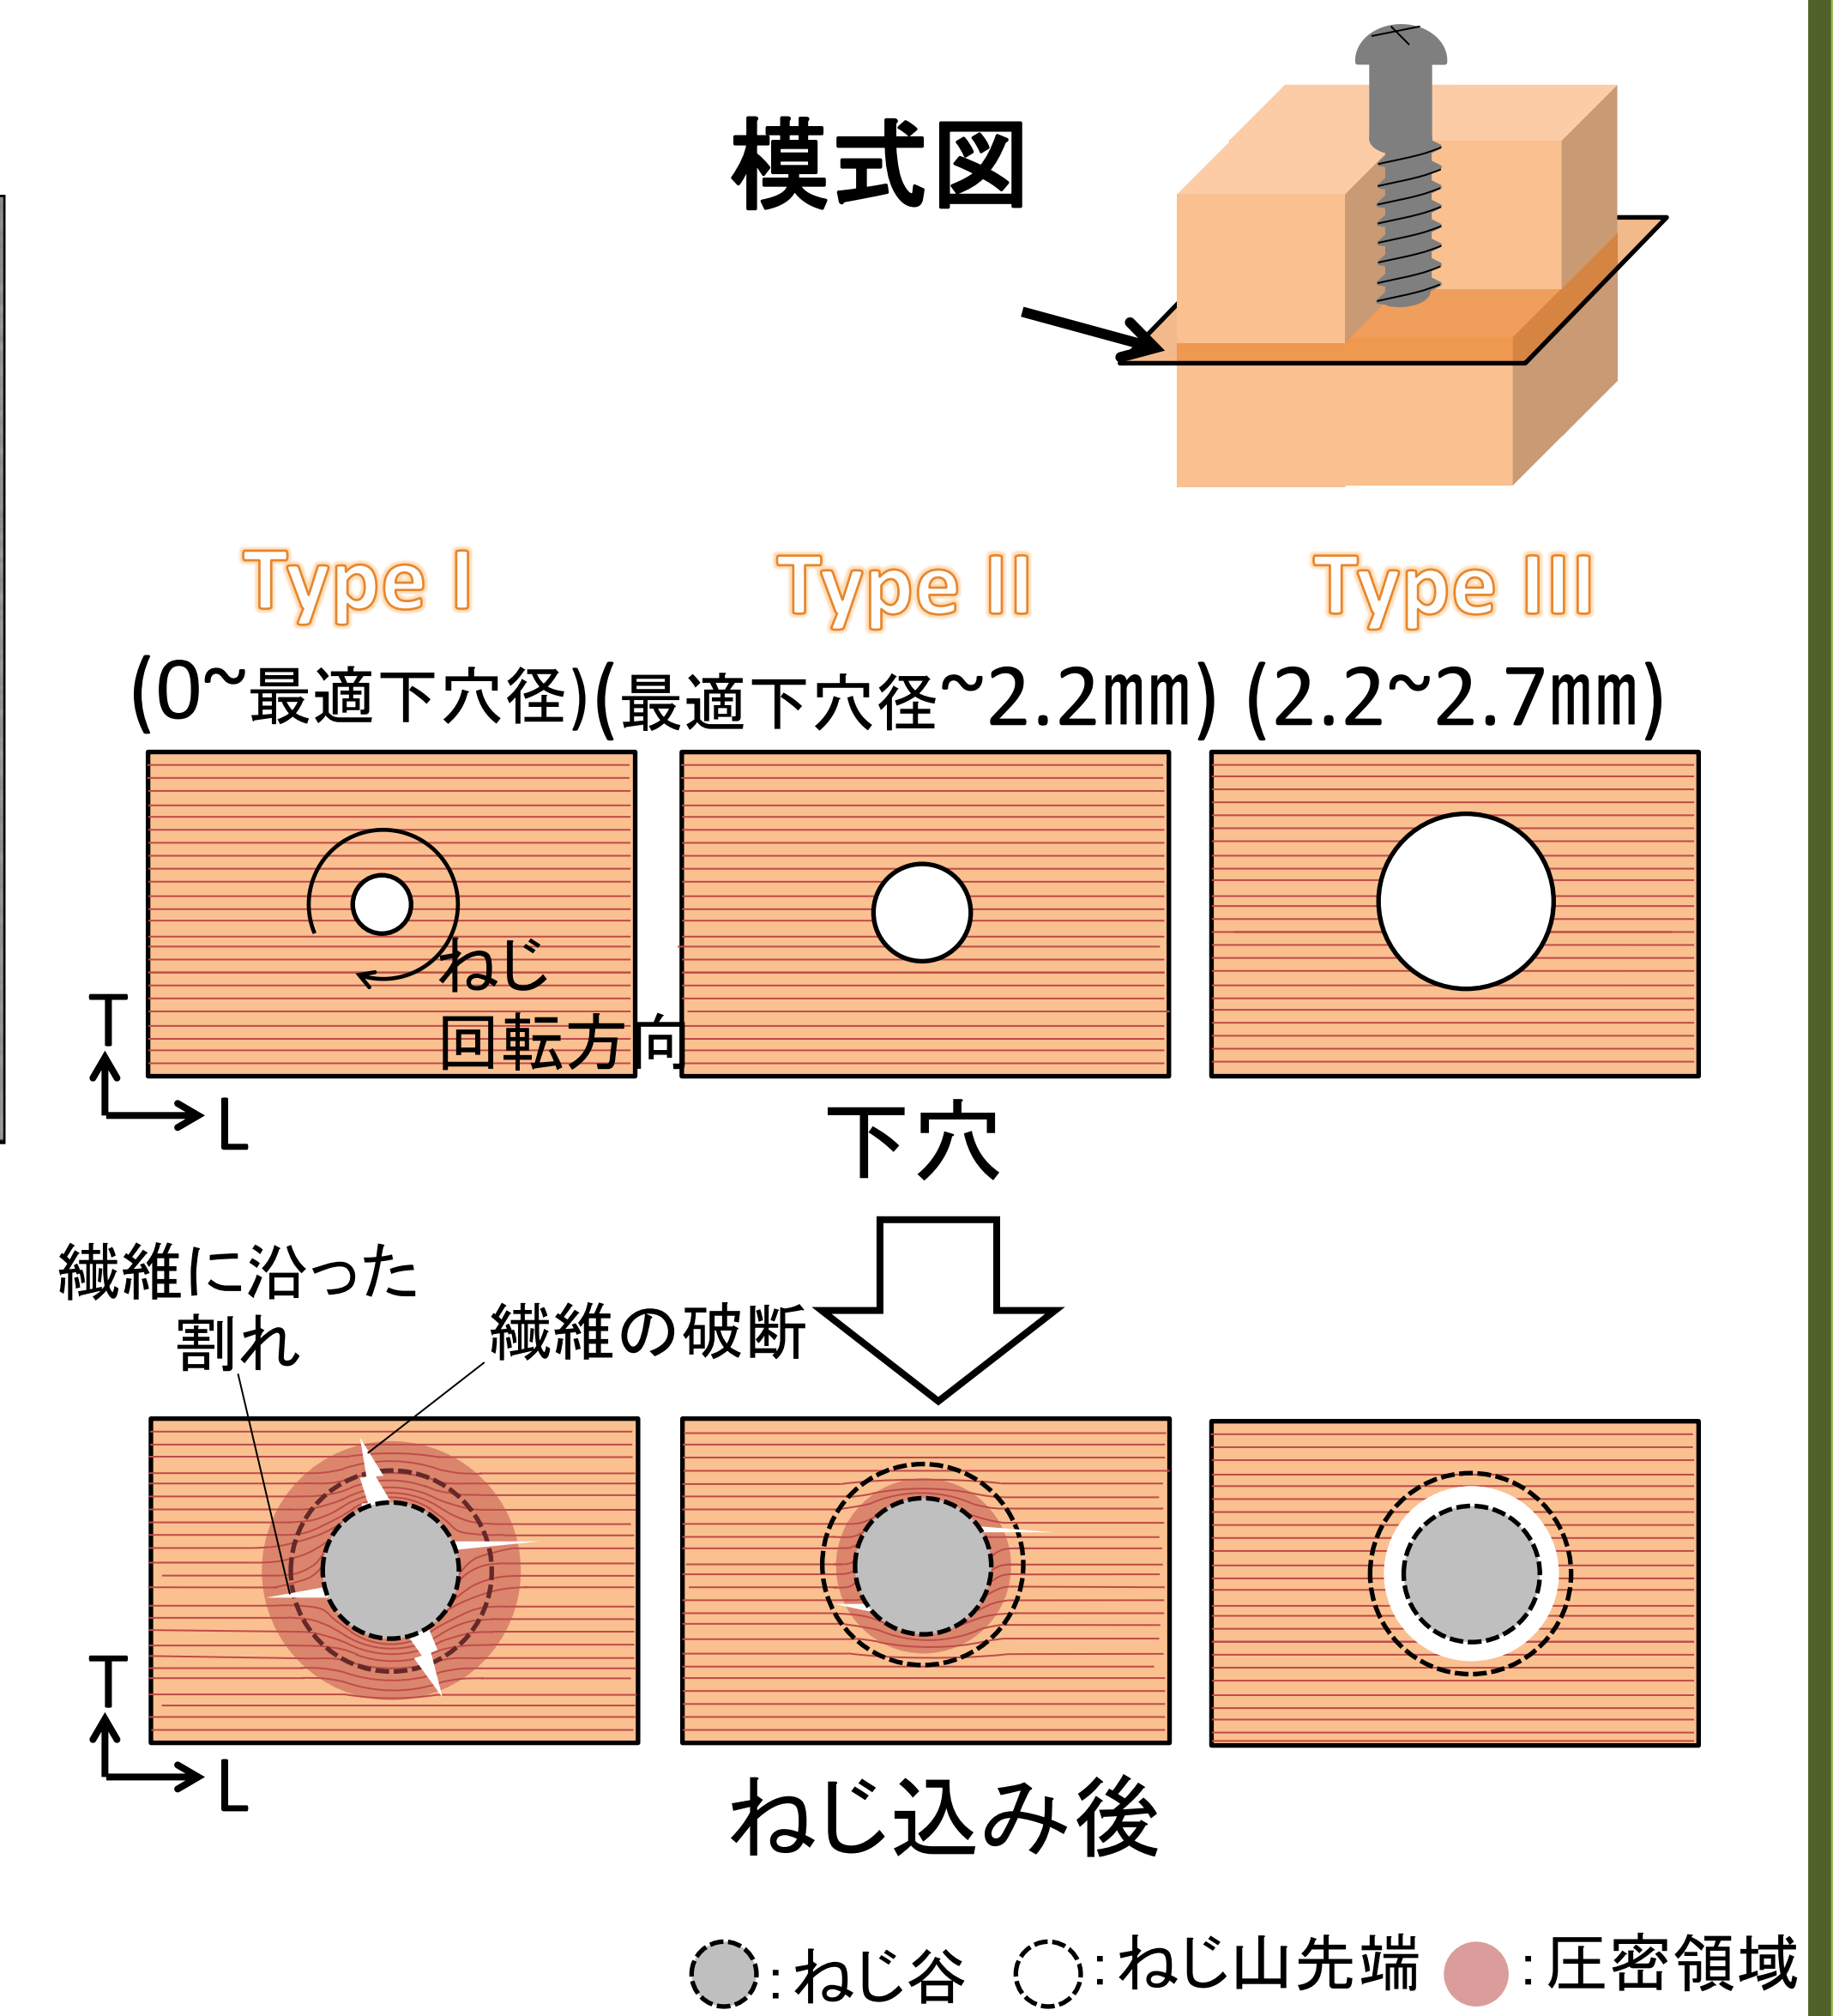 模式図
Type I
Type II
Type III
(0~最適下穴径)
(最適下穴径~2.2mm)
(2.2~2.7mm)
ねじ
回転方向
T
L
下穴
繊維に沿った
割れ
繊維の破断
T
L
ねじ込み後
:ねじ谷
:ねじ山先端
:圧密領域